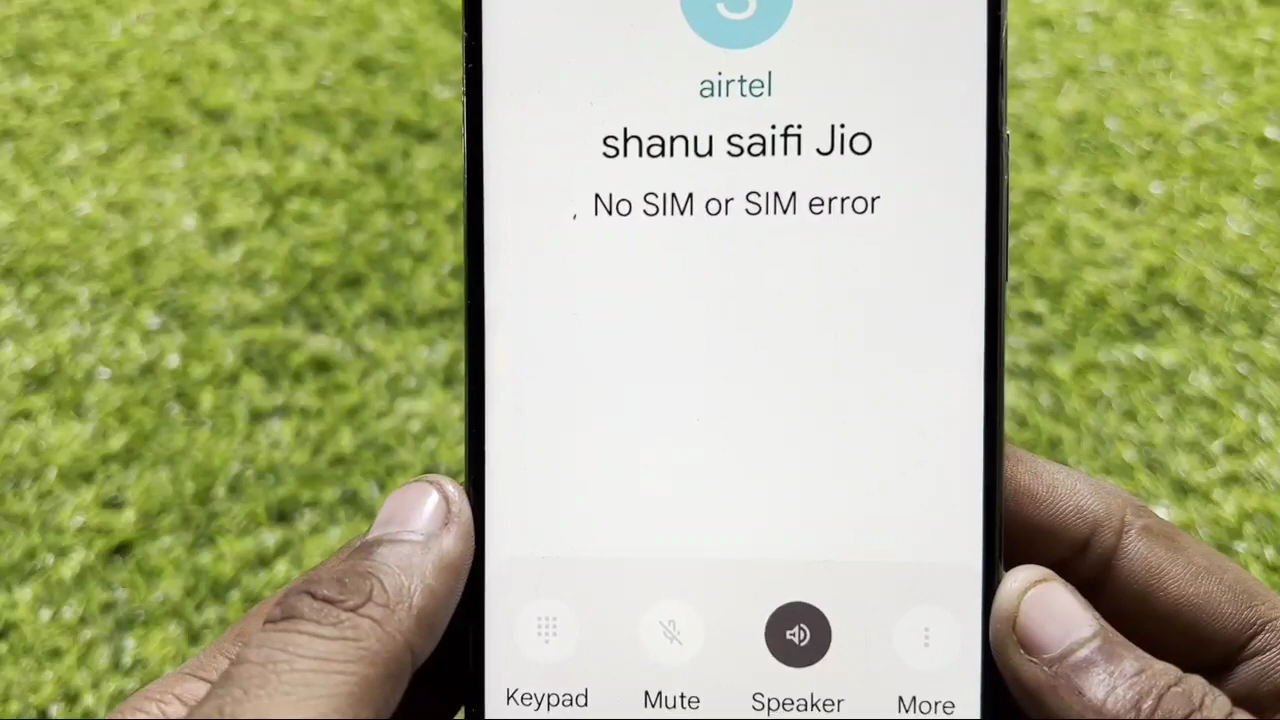 S
airtel
shanu saifi Jio
No SIM or SIM error
Keypad Mute Speaker More